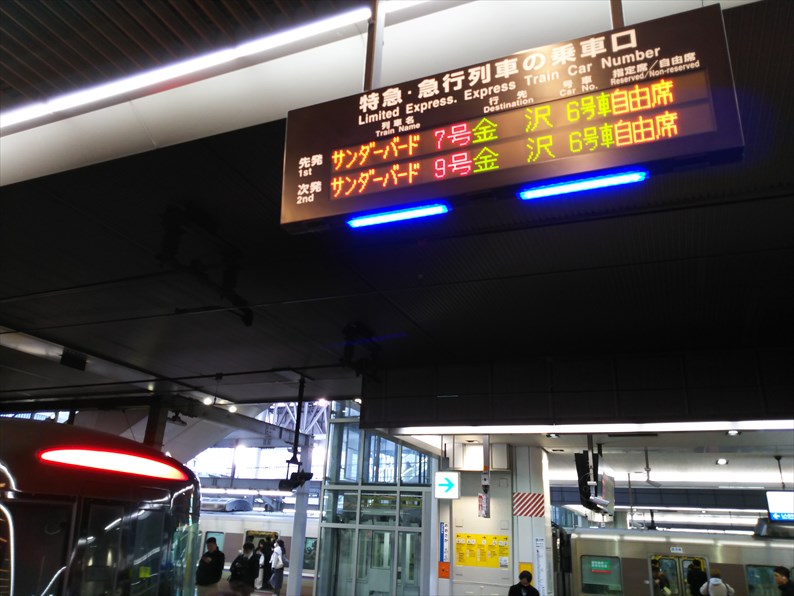 特急・急行列車の乗車口
Limited Express. Express Train Car Number
列車名 行先 号車 指定席/自由席
Train Name Destination Car No. Reserved/Non-reserved
先発 サンダーバード 7号 金 沢 6号車 自由席
1st
次発 サンダーバード 9号 金 沢 6号車 自由席
2nd